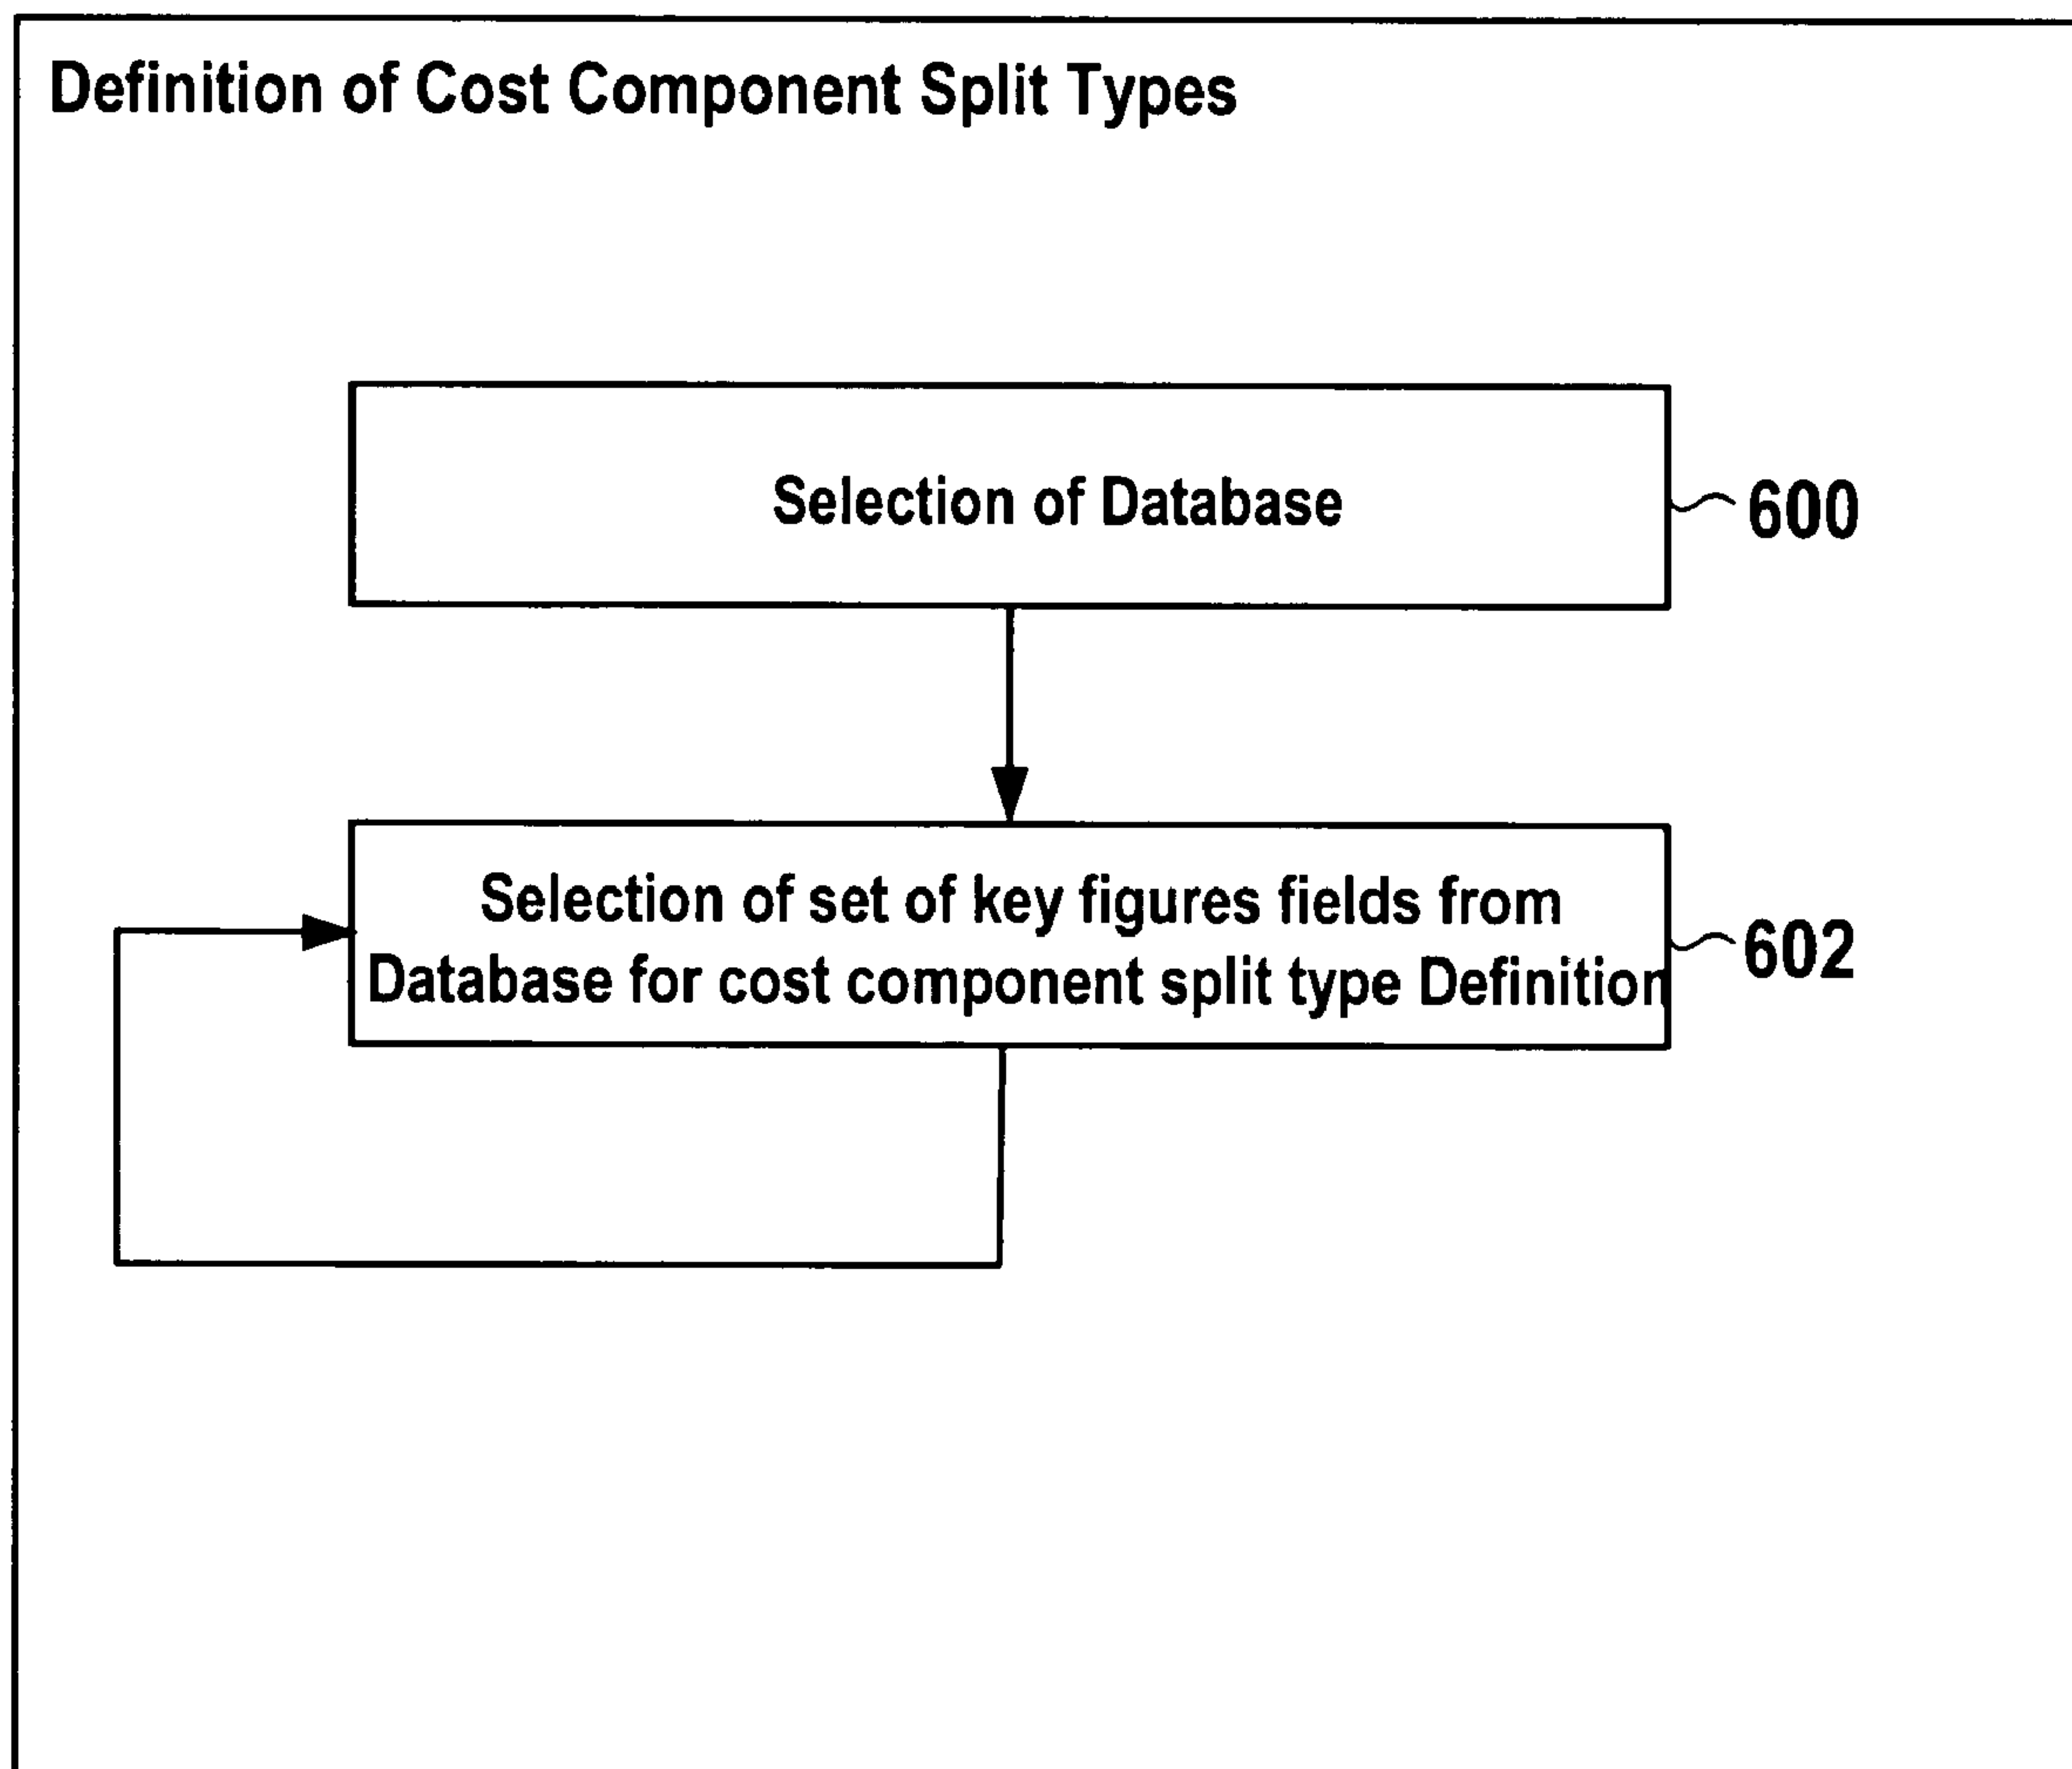 Definition of Cost Component Split Types
Selection of Database
600
Selection of set of key figures fields from
Database for cost component split type Definition
602